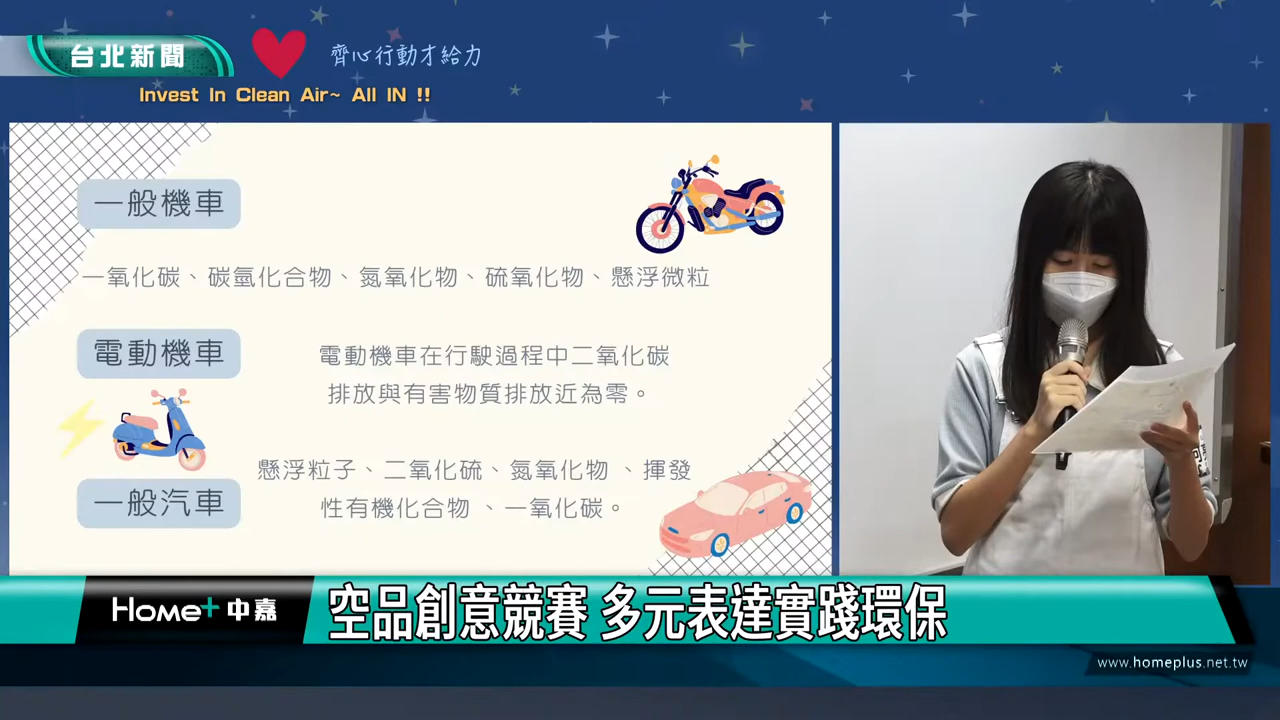 台北新聞
齊心行動才給力
Invest In Clean Air~ All IN !!
一般機車
一氧化碳、碳氫化合物、氮氧化物、硫氧化物、懸浮微粒
電動機車
電動機車在行駛過程中二氧化碳
排放與有害物質排放近為零。
一般汽車
懸浮粒子、二氧化硫、氮氧化物 、揮發
性有機化合物 、一氧化碳。
Home+ 中嘉
空品創意競賽 多元表達實踐環保
www.homeplus.net.tw